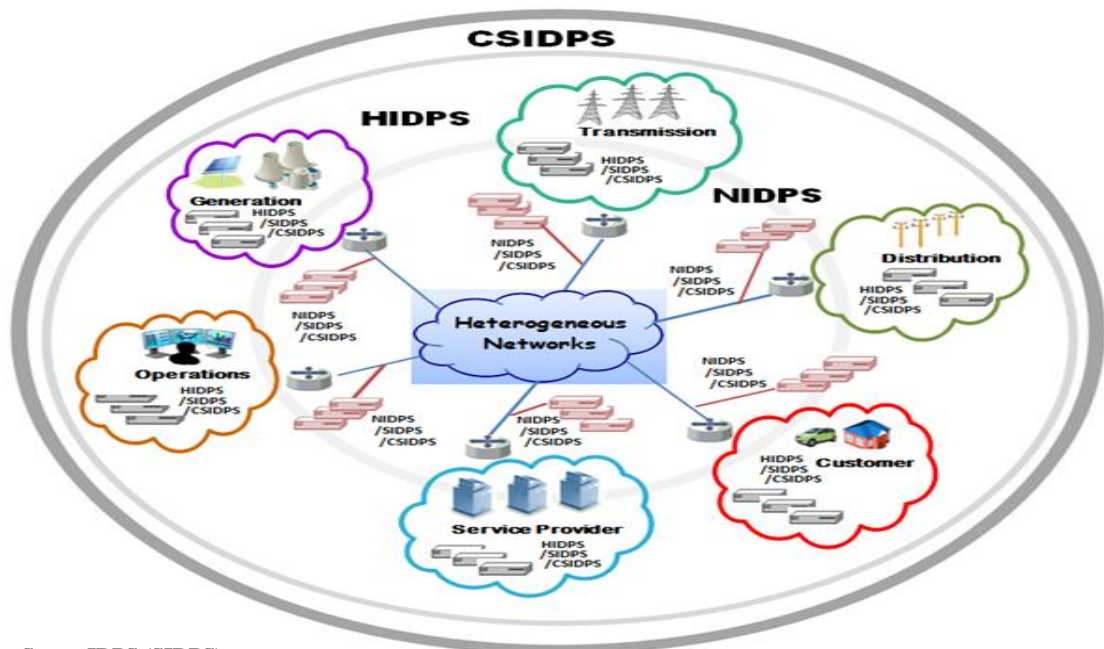 CSIDPS
HIDPS
Transmission
HIDPS
/SIDPS
/CSIDPS
Generation
HIDPS
/SIDPS
/CSIDPS
NIDPS
NIDPS
/SIDPS
/CSIDPS
NIDPS
/SIDPS
/CSIDPS
Distribution
HIDPS
/SIDPS
/CSIDPS
NIDPS
/SIDPS
/CSIDPS
Heterogeneous
Networks
Operations
HIDPS
/SIDPS
/CSIDPS
NIDPS
/SIDPS
/CSIDPS
NIDPS
/SIDPS
/CSIDPS
NIDPS
/SIDPS
/CSIDPS
Customer
HIDPS
/SIDPS
/CSIDPS
Service Provider
HIDPS
/SIDPS
/CSIDPS